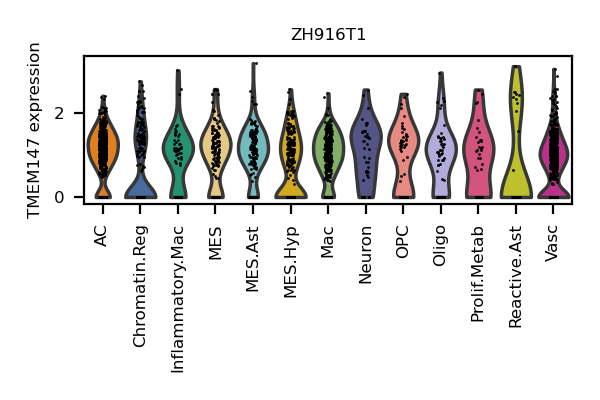 ZH916T1
TMEM147 expression
2
0
AC
Chromatin.Reg
Inflammatory.Mac
MES
MES.Ast
MES.Hyp
Mac
Neuron
OPC
Oligo
Prolif.Metab
Reactive.Ast
Vasc